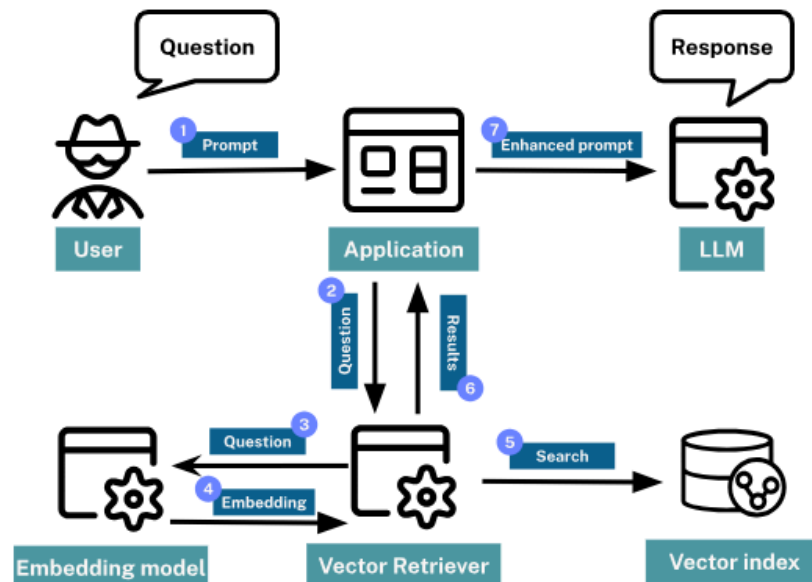 Question
Response
1
Prompt
7
Enhanced prompt
User
Application
LLM
2
Question
Results
6
3
Question
4
Embedding
5
Search
Embedding model
Vector Retriever
Vector index